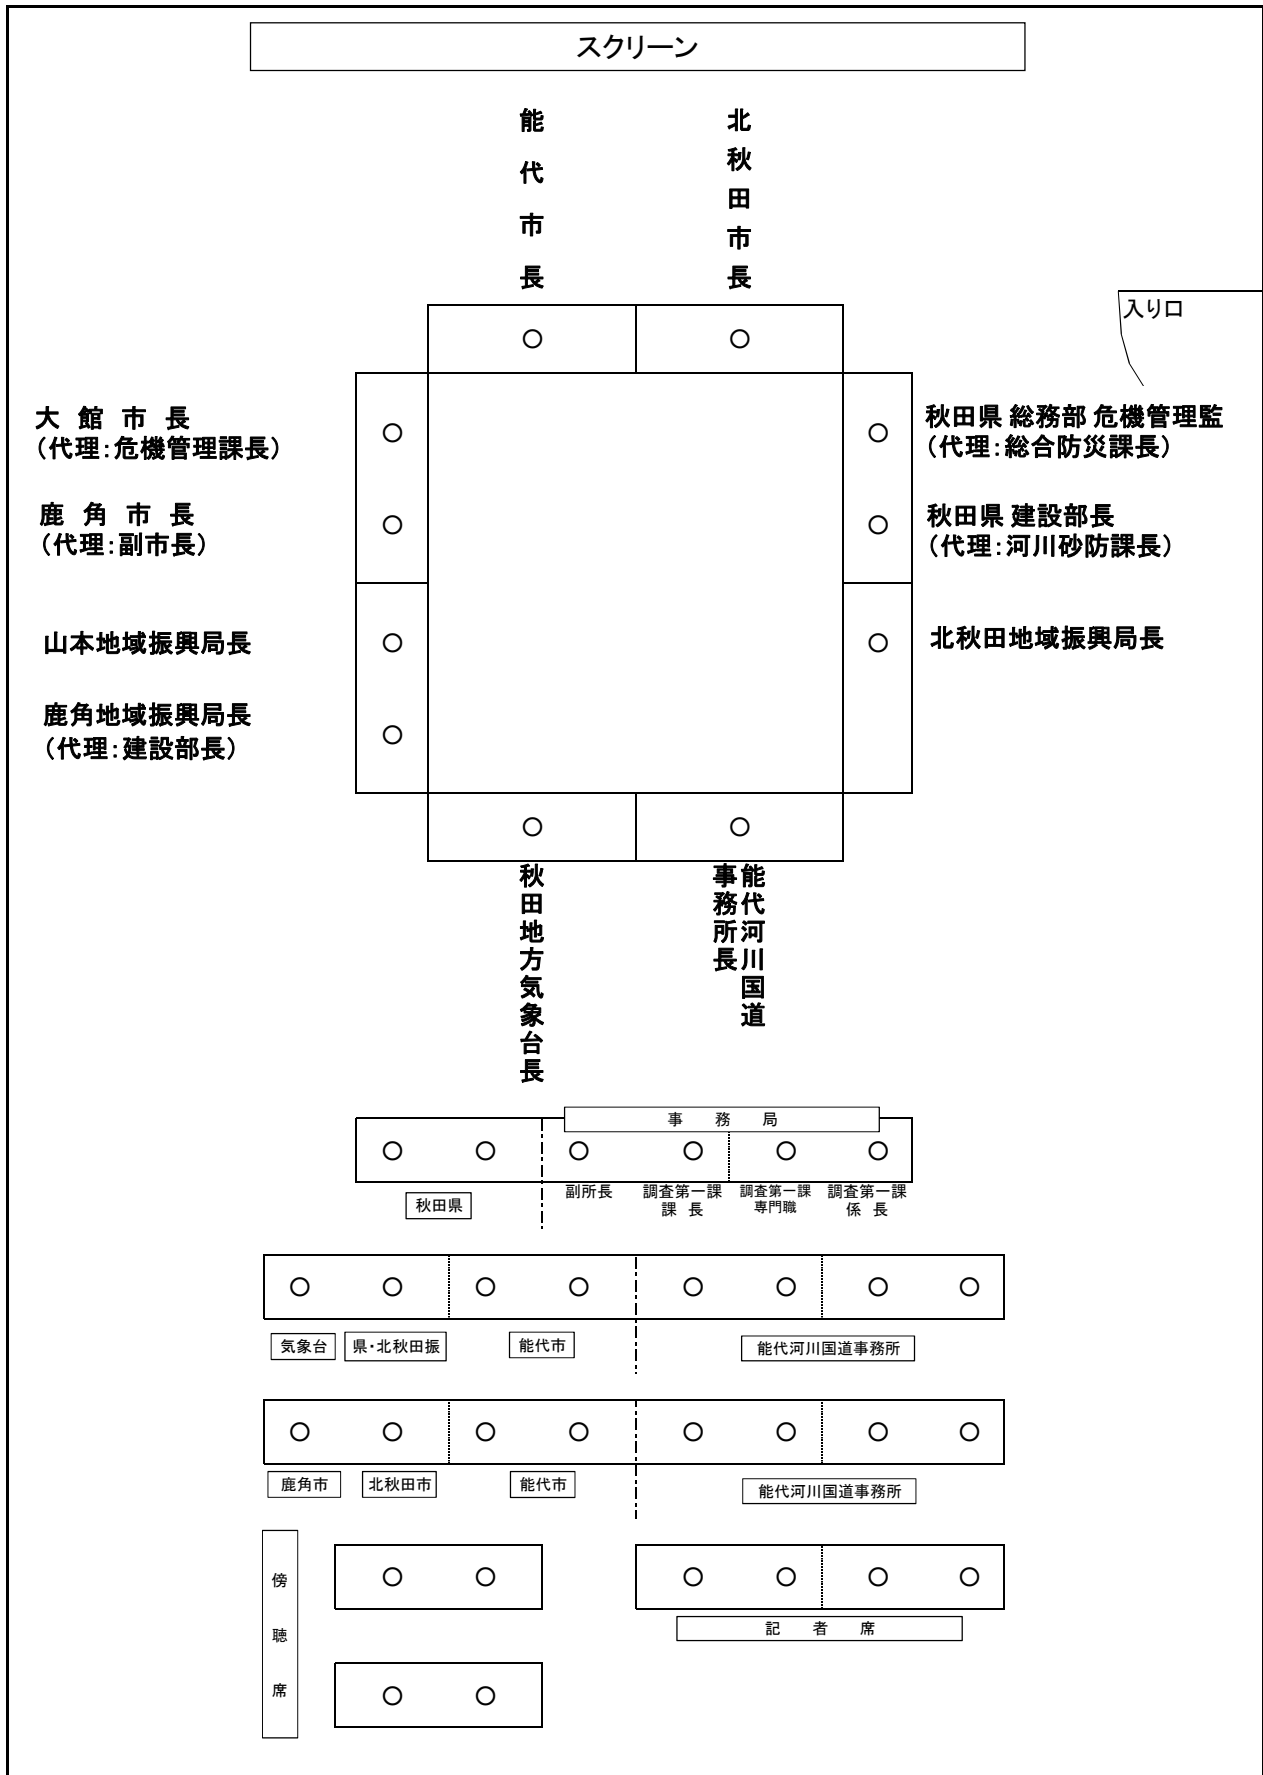 スクリーン
能代市長
北秋田市長
入り口
大館市長
（代理：危機管理課長）
鹿角市長
（代理：副市長）
山本地域振興局長
鹿角地域振興局長
（代理：建設部長）
秋田県 総務部 危機管理監
（代理：総合防災課長）
秋田県 建設部長
（代理：河川砂防課長）
北秋田地域振興局長
秋田地方気象台長
能代河川国道
事務所長
事務局
秋田県
副所長
調査第一課
課長
調査第一課
専門職
調査第一課
係長
気象台
県・北秋田振
能代市
能代河川国道事務所
鹿角市
北秋田市
能代市
能代河川国道事務所
傍聴席
記者席